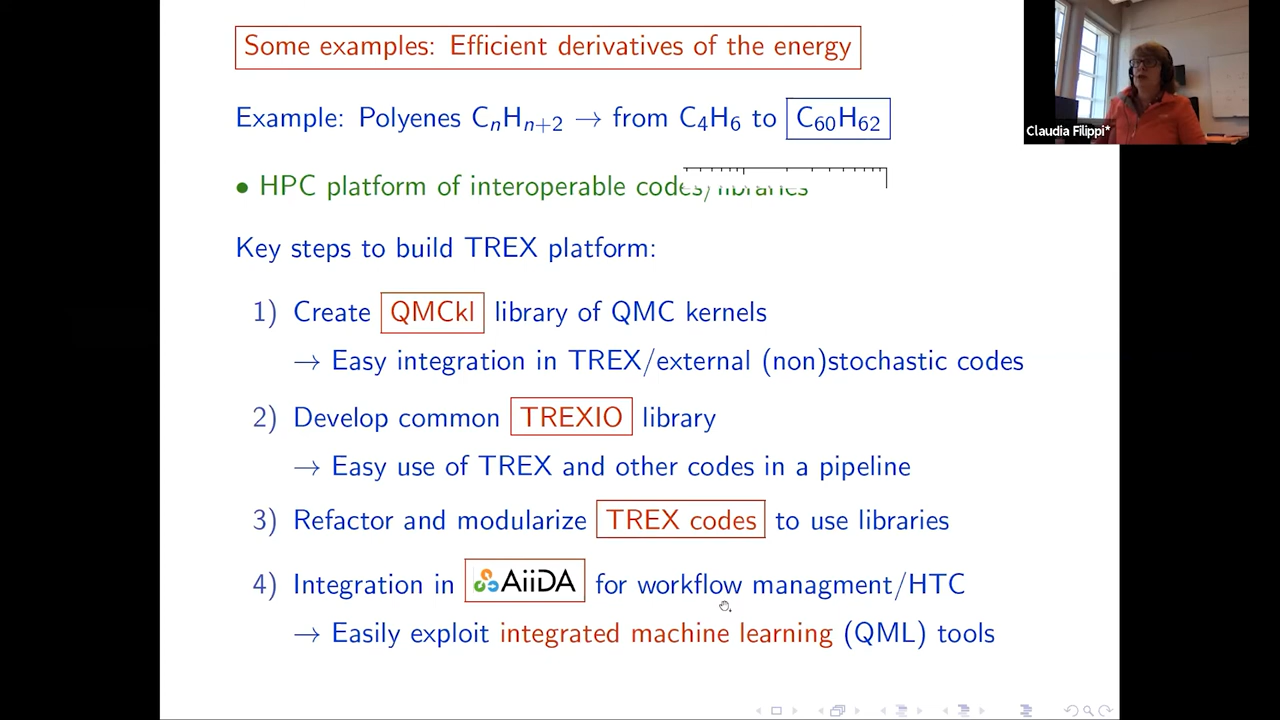 Some examples: Efficient derivatives of the energy
Example: Polyenes CₙHₙ₊₂ → from C₄H₆ to C₆₀H₆₂
Claudia Filippi*
• HPC platform of interoperable codes/libraries
Key steps to build TREX platform:
1) Create QMCkl library of QMC kernels
→ Easy integration in TREX/external (non)stochastic codes
2) Develop common TREXIO library
→ Easy use of TREX and other codes in a pipeline
3) Refactor and modularize TREX codes to use libraries
4) Integration in AiiDA for workflow managment/HTC
→ Easily exploit integrated machine learning (QML) tools